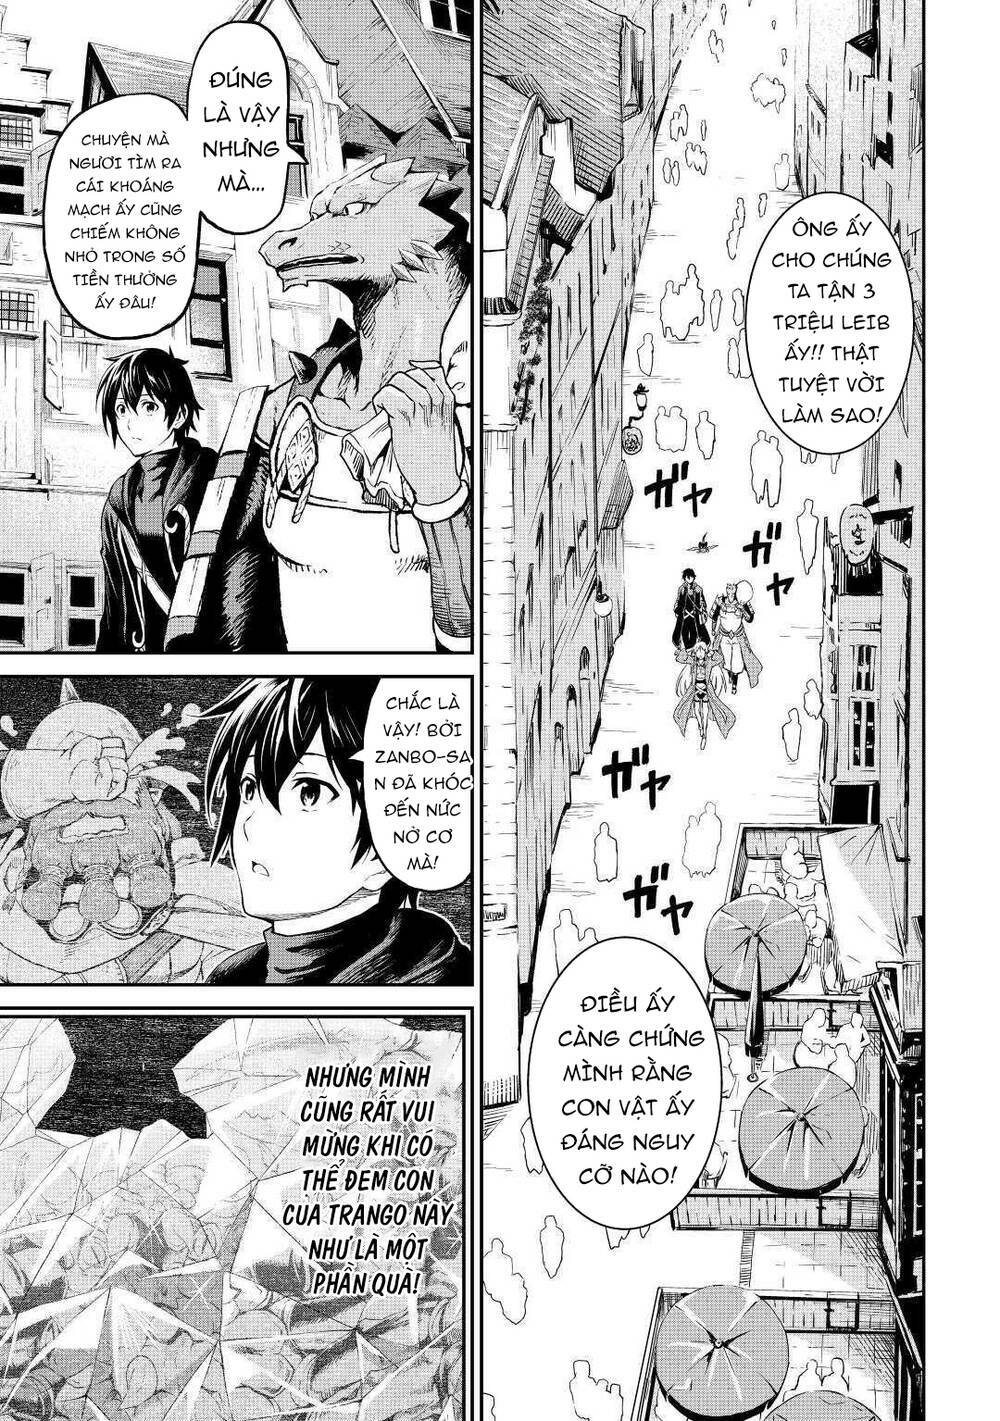 ÔNG ẤY
CHO CHÚNG
TA TẬN 3
TRIỆU LEIB
ẤY!! THẬT
TUYỆT VỜI
LÀM SAO!
ガヤ
ガヤ
ガヤ
ガヤ
ĐIỀU ẤY
CÀNG CHỨNG
MÌNH RẰNG
CON VẬT ẤY
ĐÁNG NGUY
CỠ NÀO!
ĐÚNG
LÀ VẬY
NHƯNG
MÀ...
CHUYỆN MÀ
NGƯƠI TÌM RA
CÁI KHOÁNG
MẠCH ẤY CŨNG
CHIẾM KHÔNG
NHỎ TRONG SỐ
TIỀN THƯỞNG
ẤY ĐÂU!
CHẮC LÀ
VẬY! BỞI
ZANBO-SA
N ĐÃ KHÓC
ĐẾN NỨC
NỞ CƠ
MÀ!
NHƯNG MÌNH
CŨNG RẤT VUI
MỪNG KHI CÓ
THỂ ĐEM CON
CUA TRANGO NÀY
NHƯ LÀ MỘT
PHẦN QUÀ!